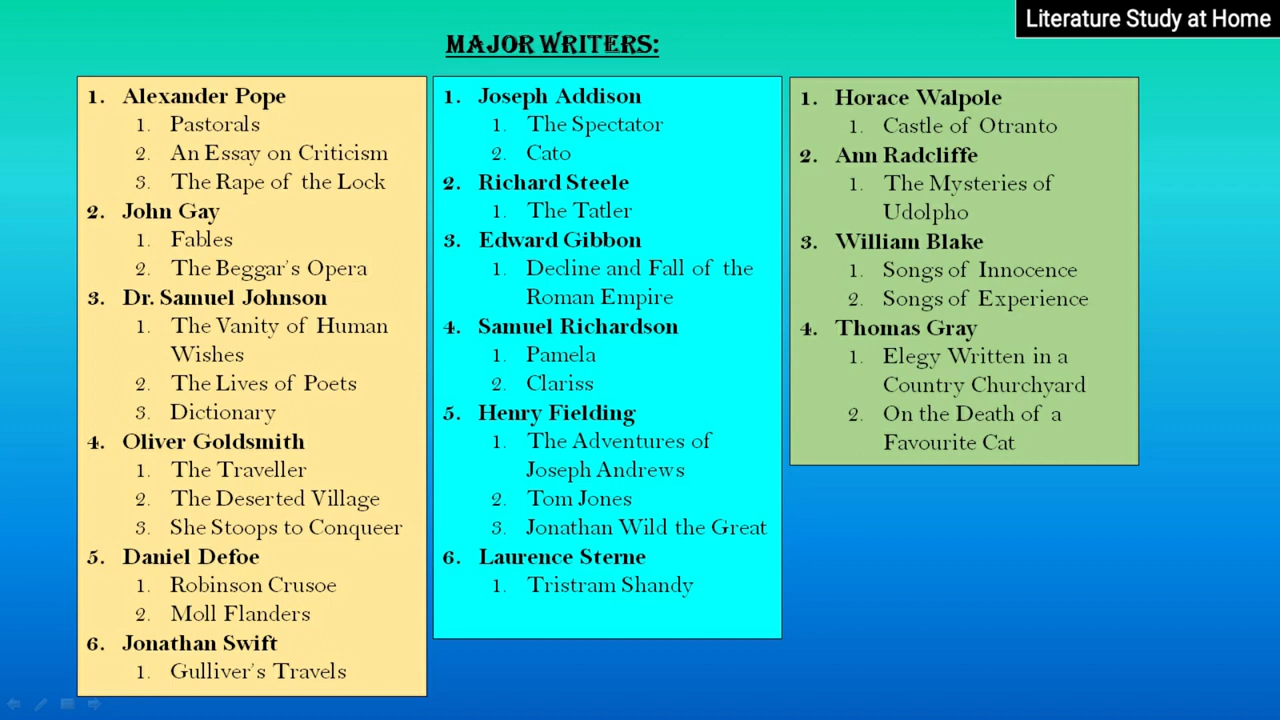 Literature Study at Home
MAJOR WRITERS:
1. Alexander Pope
1. Pastorals
2. An Essay on Criticism
3. The Rape of the Lock
2. John Gay
1. Fables
2. The Beggar's Opera
3. Dr. Samuel Johnson
1. The Vanity of Human
Wishes
2. The Lives of Poets
3. Dictionary
4. Oliver Goldsmith
1. The Traveller
2. The Deserted Village
3. She Stoops to Conquer
5. Daniel Defoe
1. Robinson Crusoe
2. Moll Flanders
6. Jonathan Swift
1. Gulliver's Travels
1. Joseph Addison
1. The Spectator
2. Cato
2. Richard Steele
1. The Tatler
3. Edward Gibbon
1. Decline and Fall of the
Roman Empire
4. Samuel Richardson
1. Pamela
2. Clariss
5. Henry Fielding
1. The Adventures of
Joseph Andrews
2. Tom Jones
3. Jonathan Wild the Great
6. Laurence Sterne
1. Tristram Shandy
1. Horace Walpole
1. Castle of Otranto
2. Ann Radcliffe
1. The Mysteries of
Udolpho
3. William Blake
1. Songs of Innocence
2. Songs of Experience
4. Thomas Gray
1. Elegy Written in a
Country Churchyard
2. On the Death of a
Favourite Cat